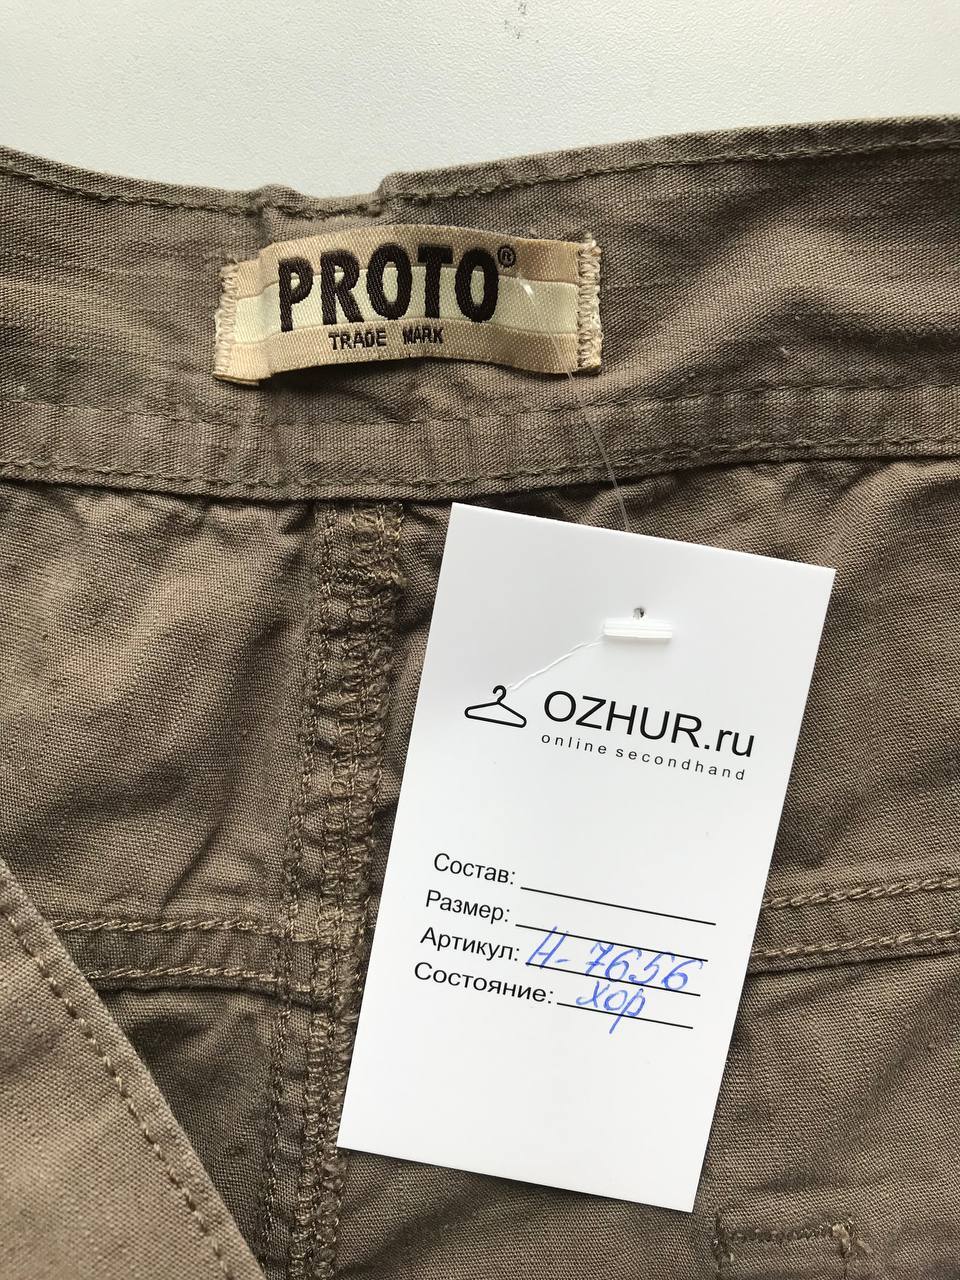 PROTO®
TRADE MARK
OZHUR.ru
online secondhand
Состав:
Размер:
Артикул: Н-7656
Состояние: хор